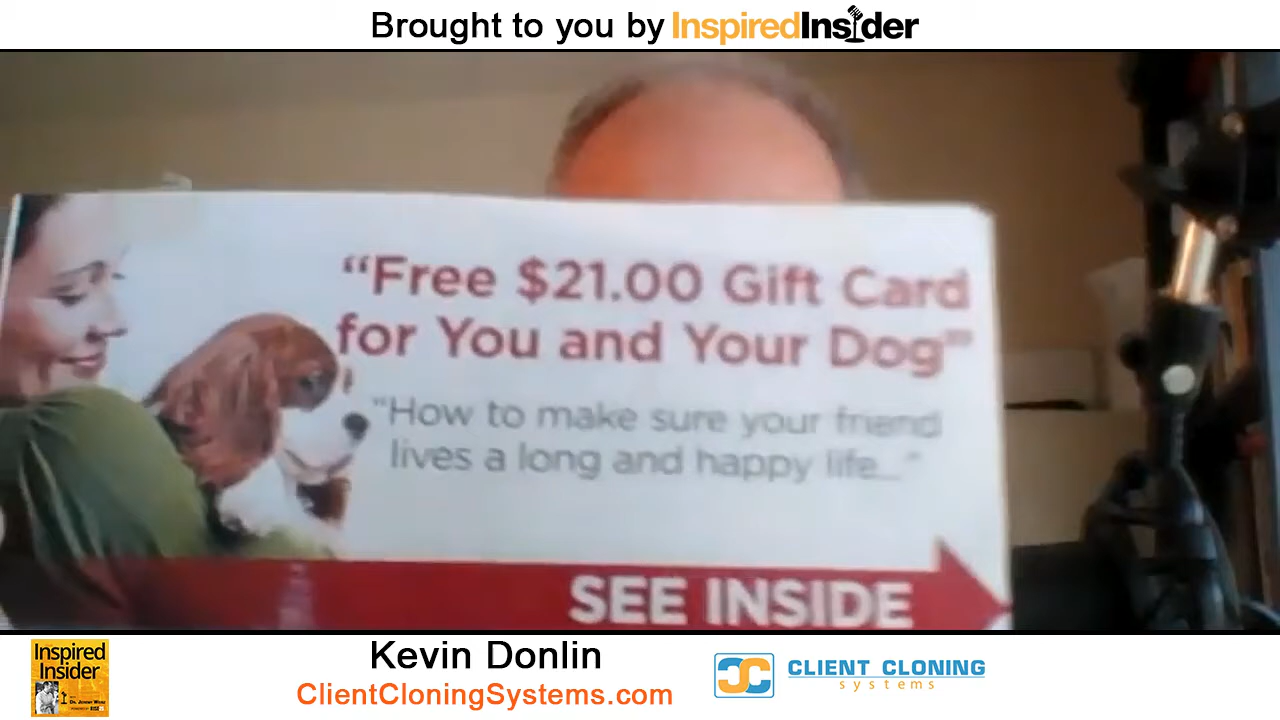 Brought to you by InspiredInsider
“Free $21.00 Gift Card
for You and Your Dog”
“How to make sure your friend
lives a long and happy life...”
SEE INSIDE
Inspired
Insider
Kevin Donlin
ClientCloningSystems.com
CLIENT CLONING
systems